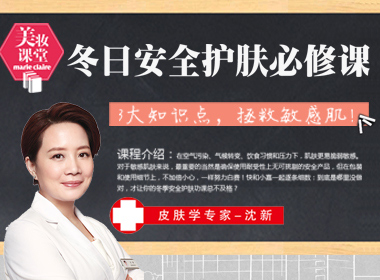 美妆
课堂
marie claire
冬日安全护肤必修课
3大知识点，拯救敏感肌！
课程介绍：在空气污染、气候转变、饮食习惯和压力下，肌肤更易脆弱敏感。
对于敏感肌肤来说，最重要的当然是确保使用耐受性上无可挑剔的安全产品，但在包装
和使用细节上，不加倍小心，一样努力白费！快和小嘉一起逐条细数：到底是哪里没做
对，才让你的冬季安全护肤功课总不及格？
皮肤学专家-沈新